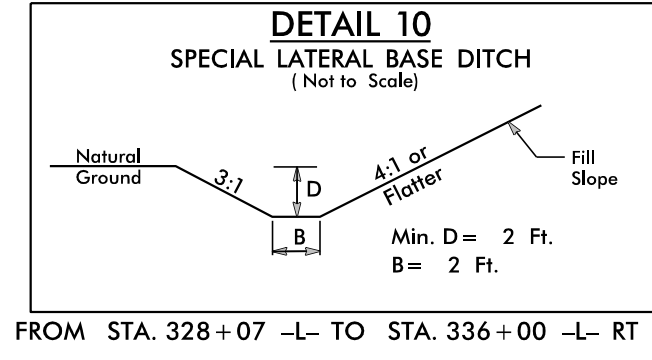 DETAIL 10
SPECIAL LATERAL BASE DITCH
( Not to Scale)
Natural
Ground
3:1
D
B
4:1 or
Flatter
Fill
Slope
Min. D = 2 Ft.
B = 2 Ft.
FROM STA. 328+07 -L- TO STA. 336+00 -L- RT